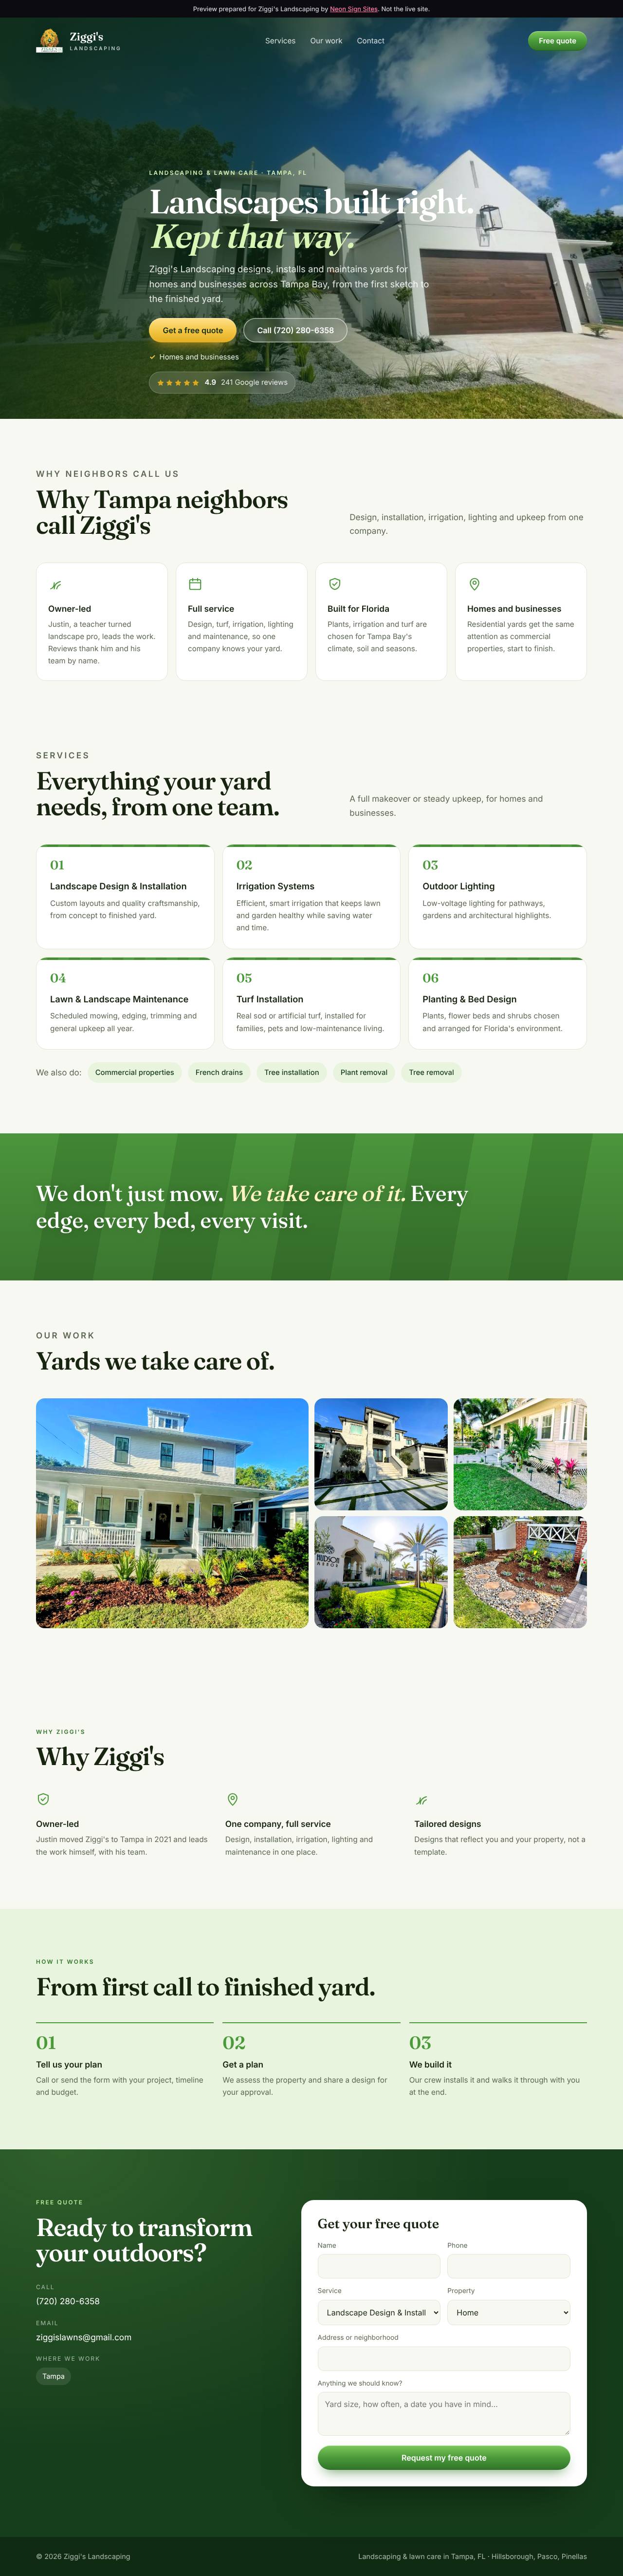 Preview prepared for Ziggi's Landscaping by Neon Sign Sites. Not the live site.
Ziggi's
LANDSCAPING
Services
Our work
Contact
Free quote
LANDSCAPING & LAWN CARE · TAMPA, FL
Landscapes built right.
Kept that way.
Ziggi's Landscaping designs, installs and maintains yards for
homes and businesses across Tampa Bay, from the first sketch to
the finished yard.
Get a free quote
Call (720) 280-6358
Homes and businesses
4.9 241 Google reviews
WHY NEIGHBORS CALL US
Why Tampa neighbors
call Ziggi's
Design, installation, irrigation, lighting and upkeep from one
company.
Owner-led
Justin, a teacher turned
landscape pro, leads the work.
Reviews thank him and his
team by name.
Full service
Design, turf, irrigation, lighting
and maintenance, so one
company knows your yard.
Built for Florida
Plants, irrigation and turf are
chosen for Tampa Bay's
climate, soil and seasons.
Homes and businesses
Residential yards get the same
attention as commercial
properties, start to finish.
SERVICES
Everything your yard
needs, from one team.
A full makeover or steady upkeep, for homes and
businesses.
01
Landscape Design & Installation
Custom layouts and quality craftsmanship,
from concept to finished yard.
02
Irrigation Systems
Efficient, smart irrigation that keeps lawn
and garden healthy while saving water
and time.
03
Outdoor Lighting
Low-voltage lighting for pathways,
gardens and architectural highlights.
04
Lawn & Landscape Maintenance
Scheduled mowing, edging, trimming and
general upkeep all year.
05
Turf Installation
Real sod or artificial turf, installed for
families, pets and low-maintenance living.
06
Planting & Bed Design
Plants, flower beds and shrubs chosen
and arranged for Florida's environment.
We also do:
Commercial properties
French drains
Tree installation
Plant removal
Tree removal
We don't just mow. We take care of it. Every
edge, every bed, every visit.
OUR WORK
Yards we take care of.
WHY ZIGGI'S
Why Ziggi's
Owner-led
Justin moved Ziggi's to Tampa in 2021 and leads
the work himself, with his team.
One company, full service
Design, installation, irrigation, lighting and
maintenance in one place.
Tailored designs
Designs that reflect you and your property, not a
template.
HOW IT WORKS
From first call to finished yard.
01
Tell us your plan
Call or send the form with your project, timeline
and budget.
02
Get a plan
We assess the property and share a design for
your approval.
03
We build it
Our crew installs it and walks it through with you
at the end.
FREE QUOTE
Ready to transform
your outdoors?
CALL
(720) 280-6358
EMAIL
ziggislawns@gmail.com
WHERE WE WORK
Tampa
Get your free quote
Name
Phone
Service
Property
Landscape Design & Install
Home
Address or neighborhood
Anything we should know?
Yard size, how often, a date you have in mind...
Request my free quote
© 2026 Ziggi's Landscaping
Landscaping & lawn care in Tampa, FL · Hillsborough, Pasco, Pinellas